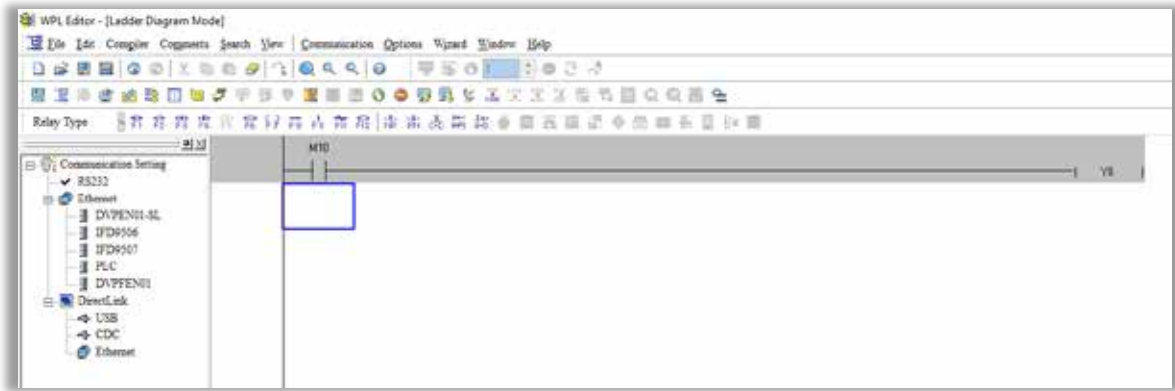 WPL Editor - [Ladder Diagram Mode]
File Edit Compiler Comments Search View Communication Options Wizard Window Help
Relay Type
M10
Communication Setting
RS232
Ethernet
DVPEN01-SL
IFD9506
IFD9507
PLC
DVPFEN01
DirectLink
USB
CDC
Ethernet